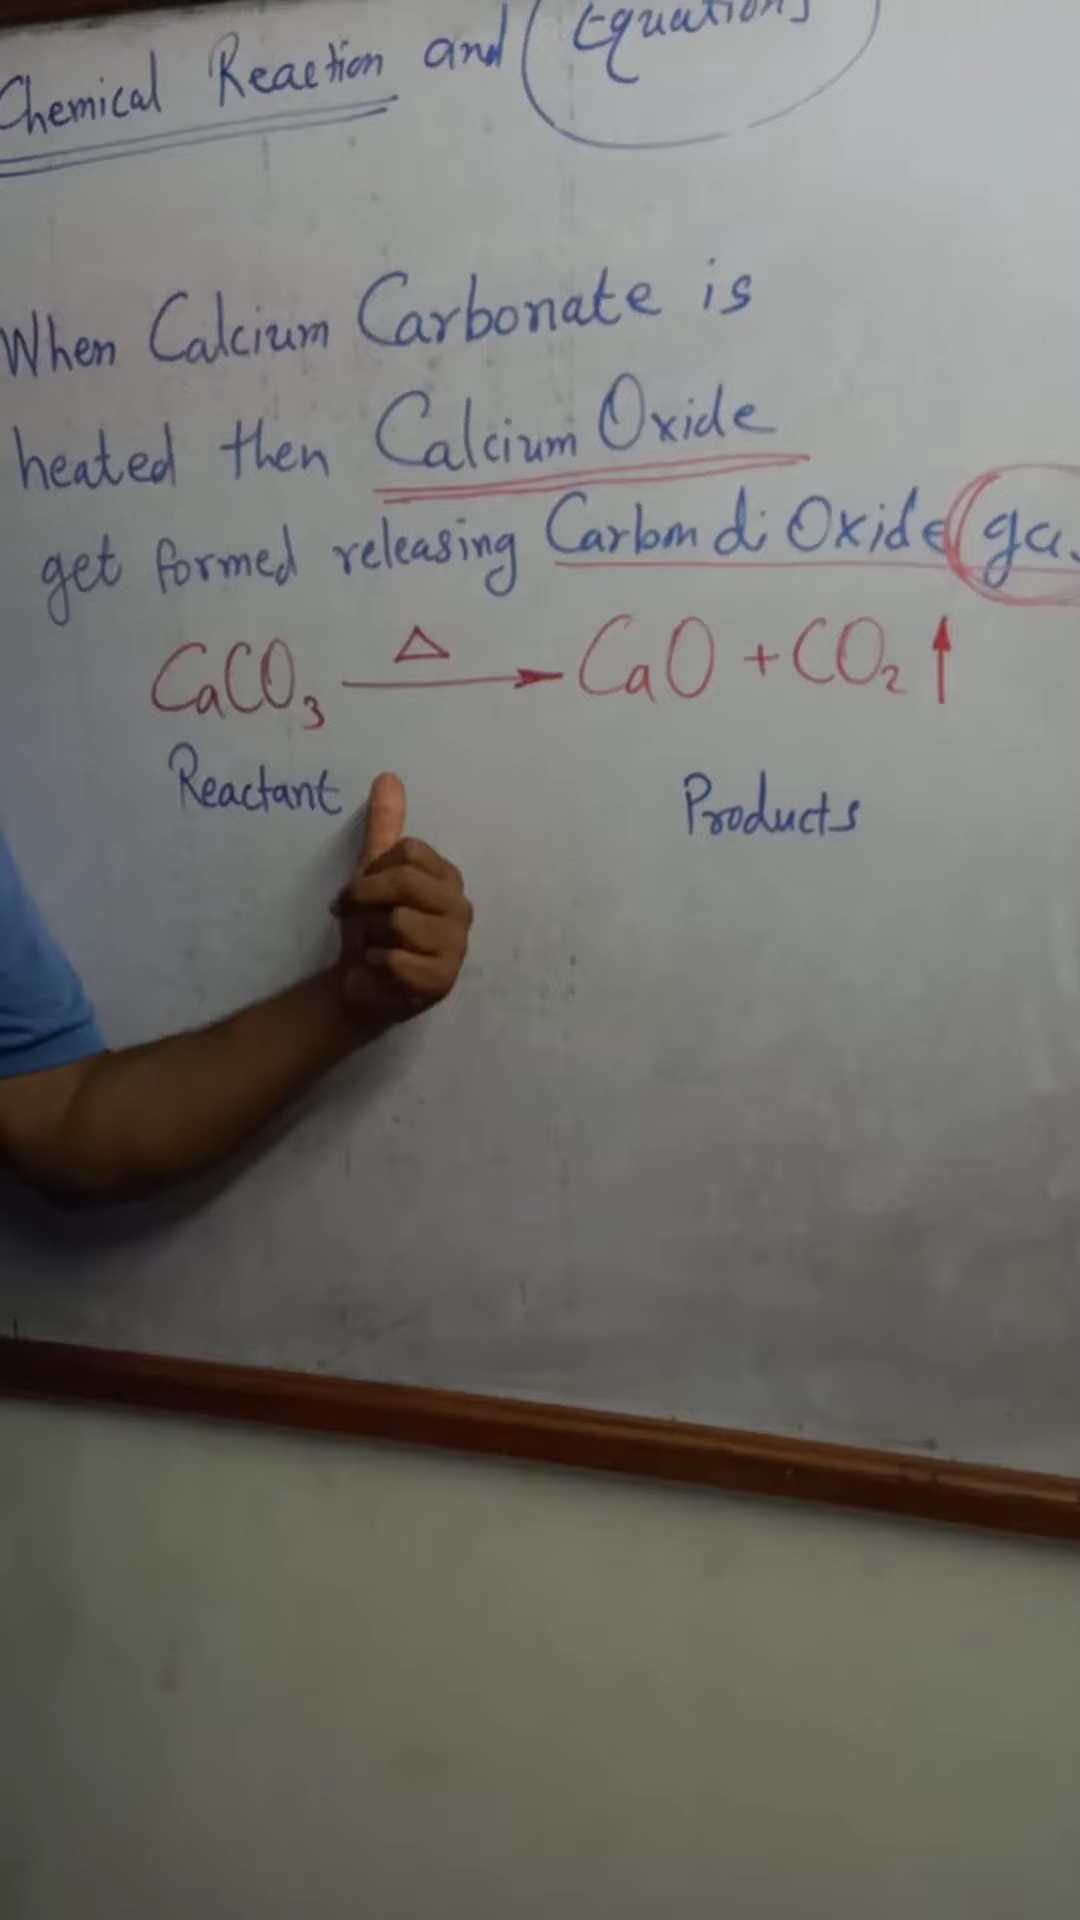 Chemical Reaction and Equations
When Calcium Carbonate is
heated then Calcium Oxide
get formed releasing Carbon di Oxide
CaCO₃ —Δ→ CaO + CO₂ ↑
Reactant Products